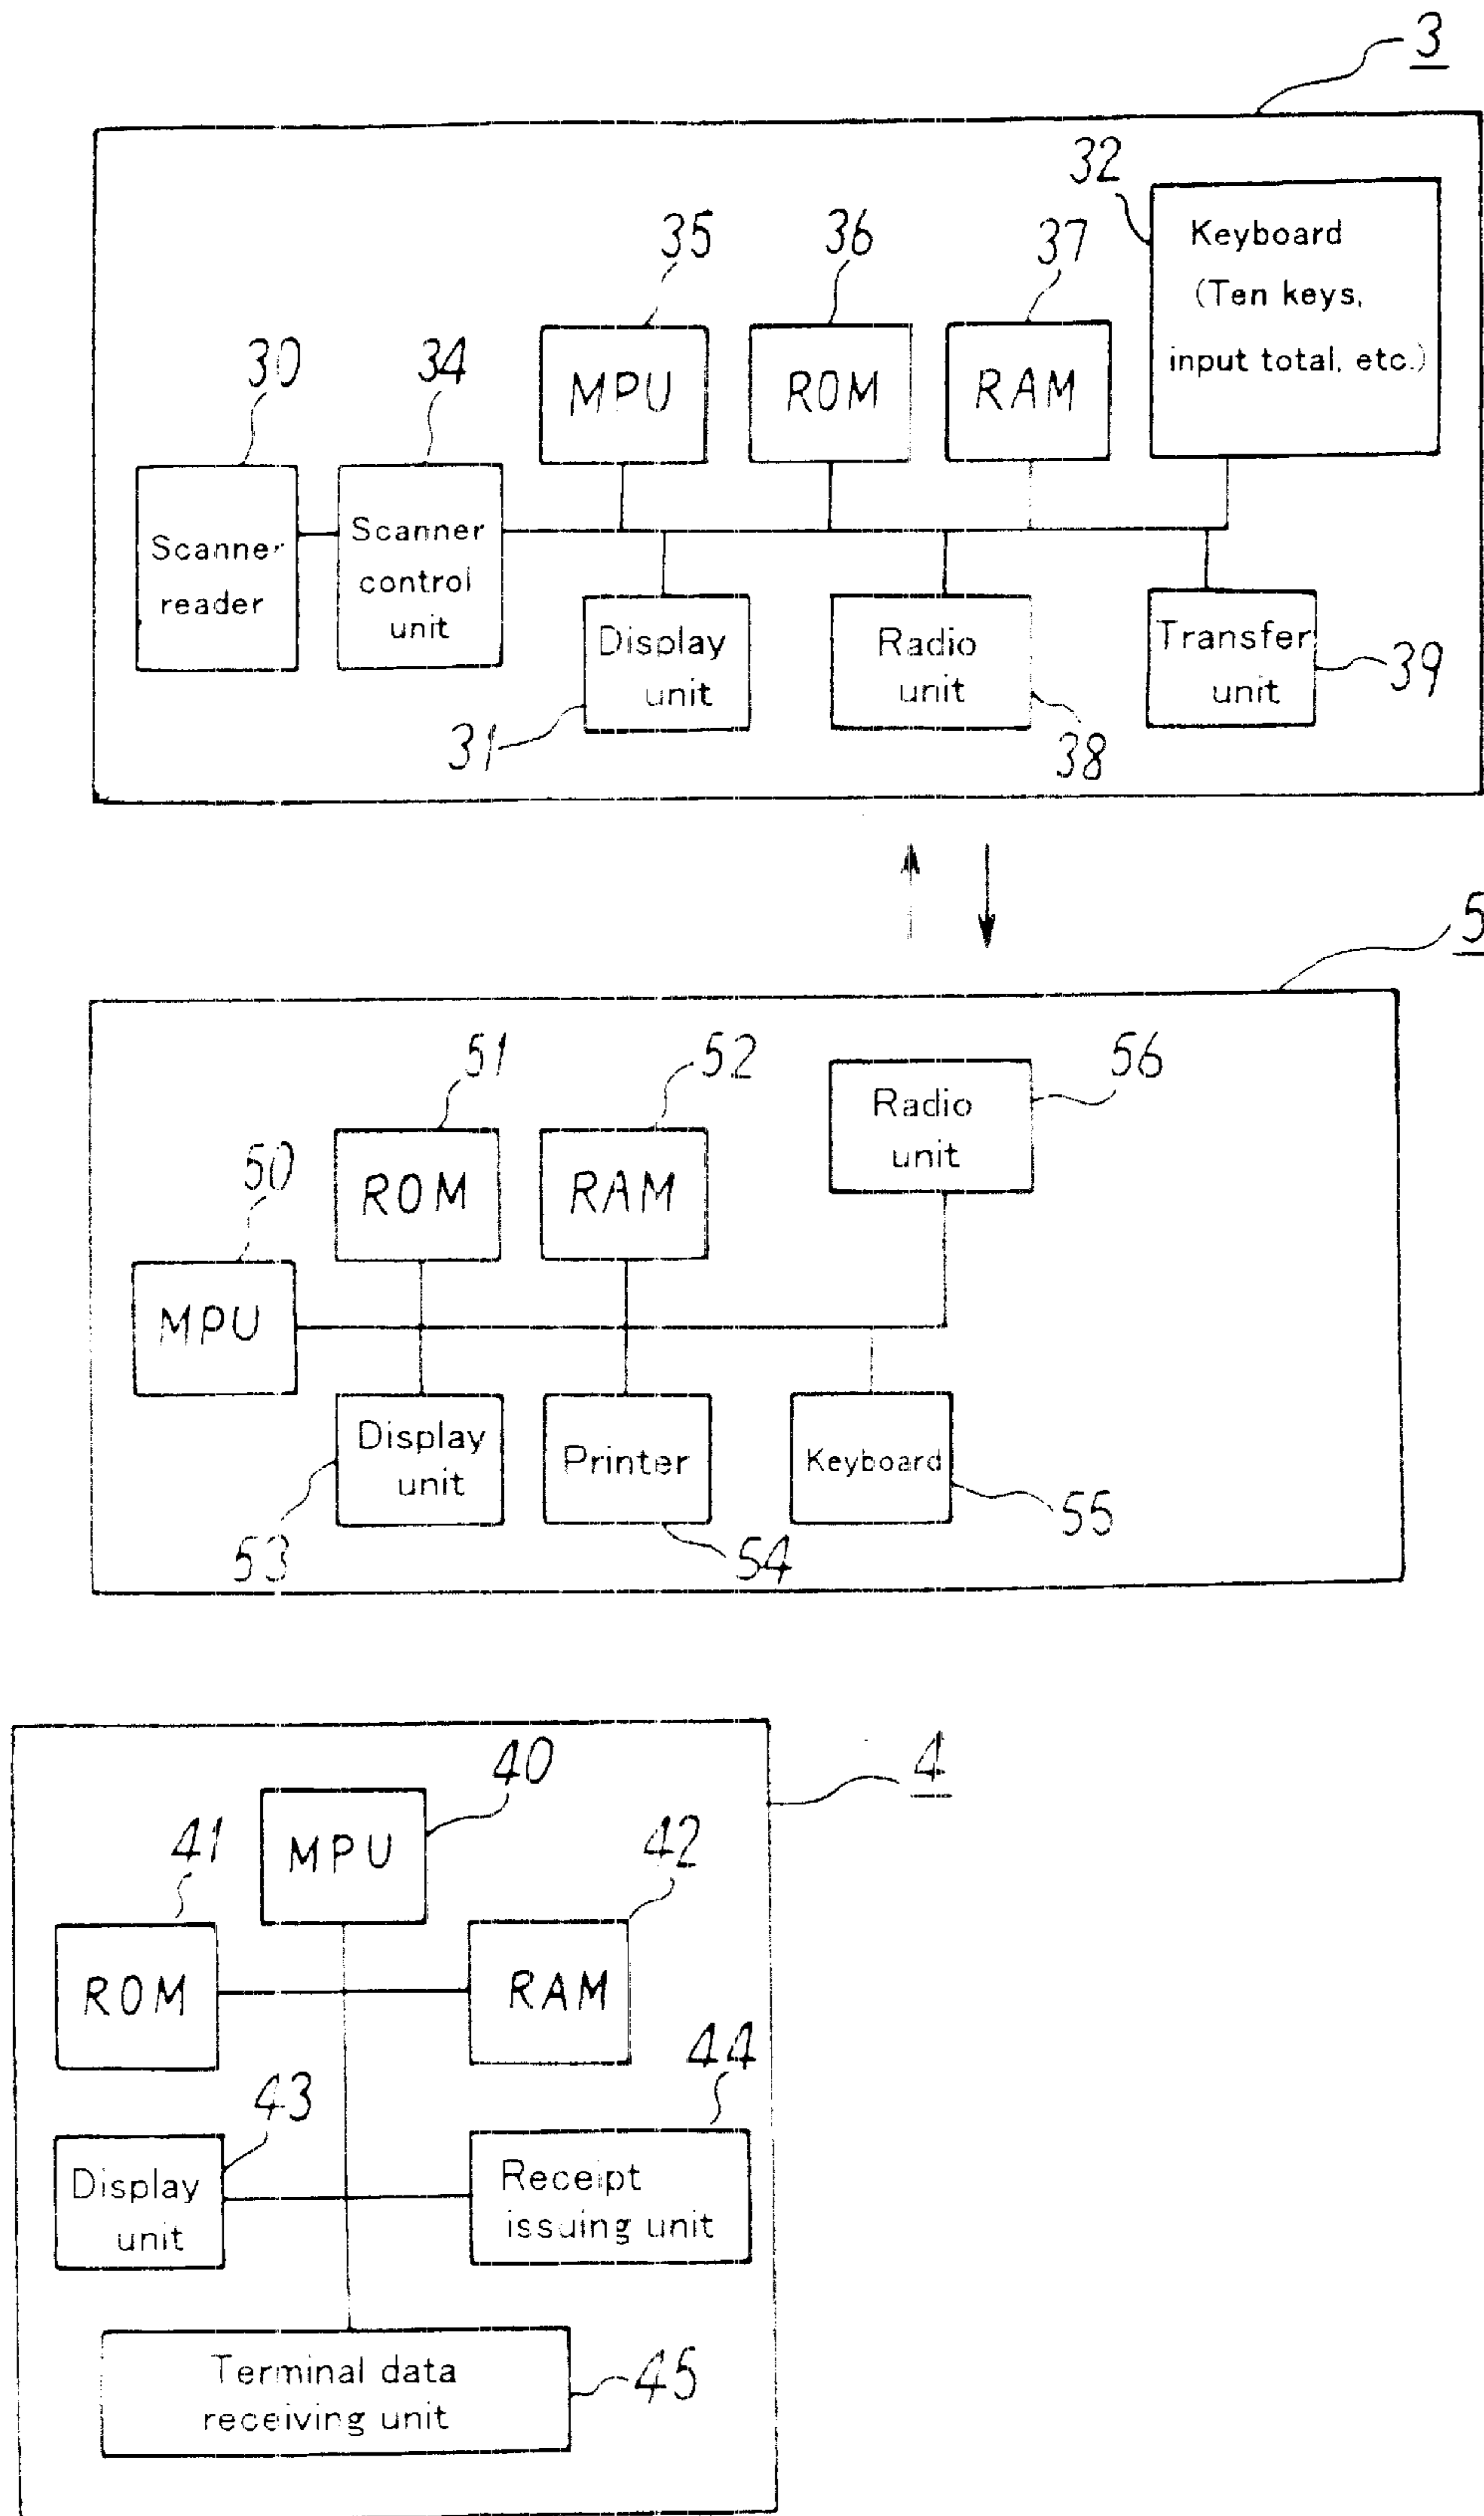 3
32
Keyboard
(Ten keys,
input total, etc.)
35
36
37
MPU
ROM
RAM
30
34
Scanner
reader
Scanner
control
unit
Display
unit
31
Radio
unit
38
Transfer
unit
39
5
51
52
56
Radio
unit
50
ROM
RAM
MPU
Display
unit
53
Printer
54
Keyboard
55
4
40
MPU
41
42
ROM
RAM
43
44
Display
unit
Receipt
issuing unit
Terminal data
receiving unit
45